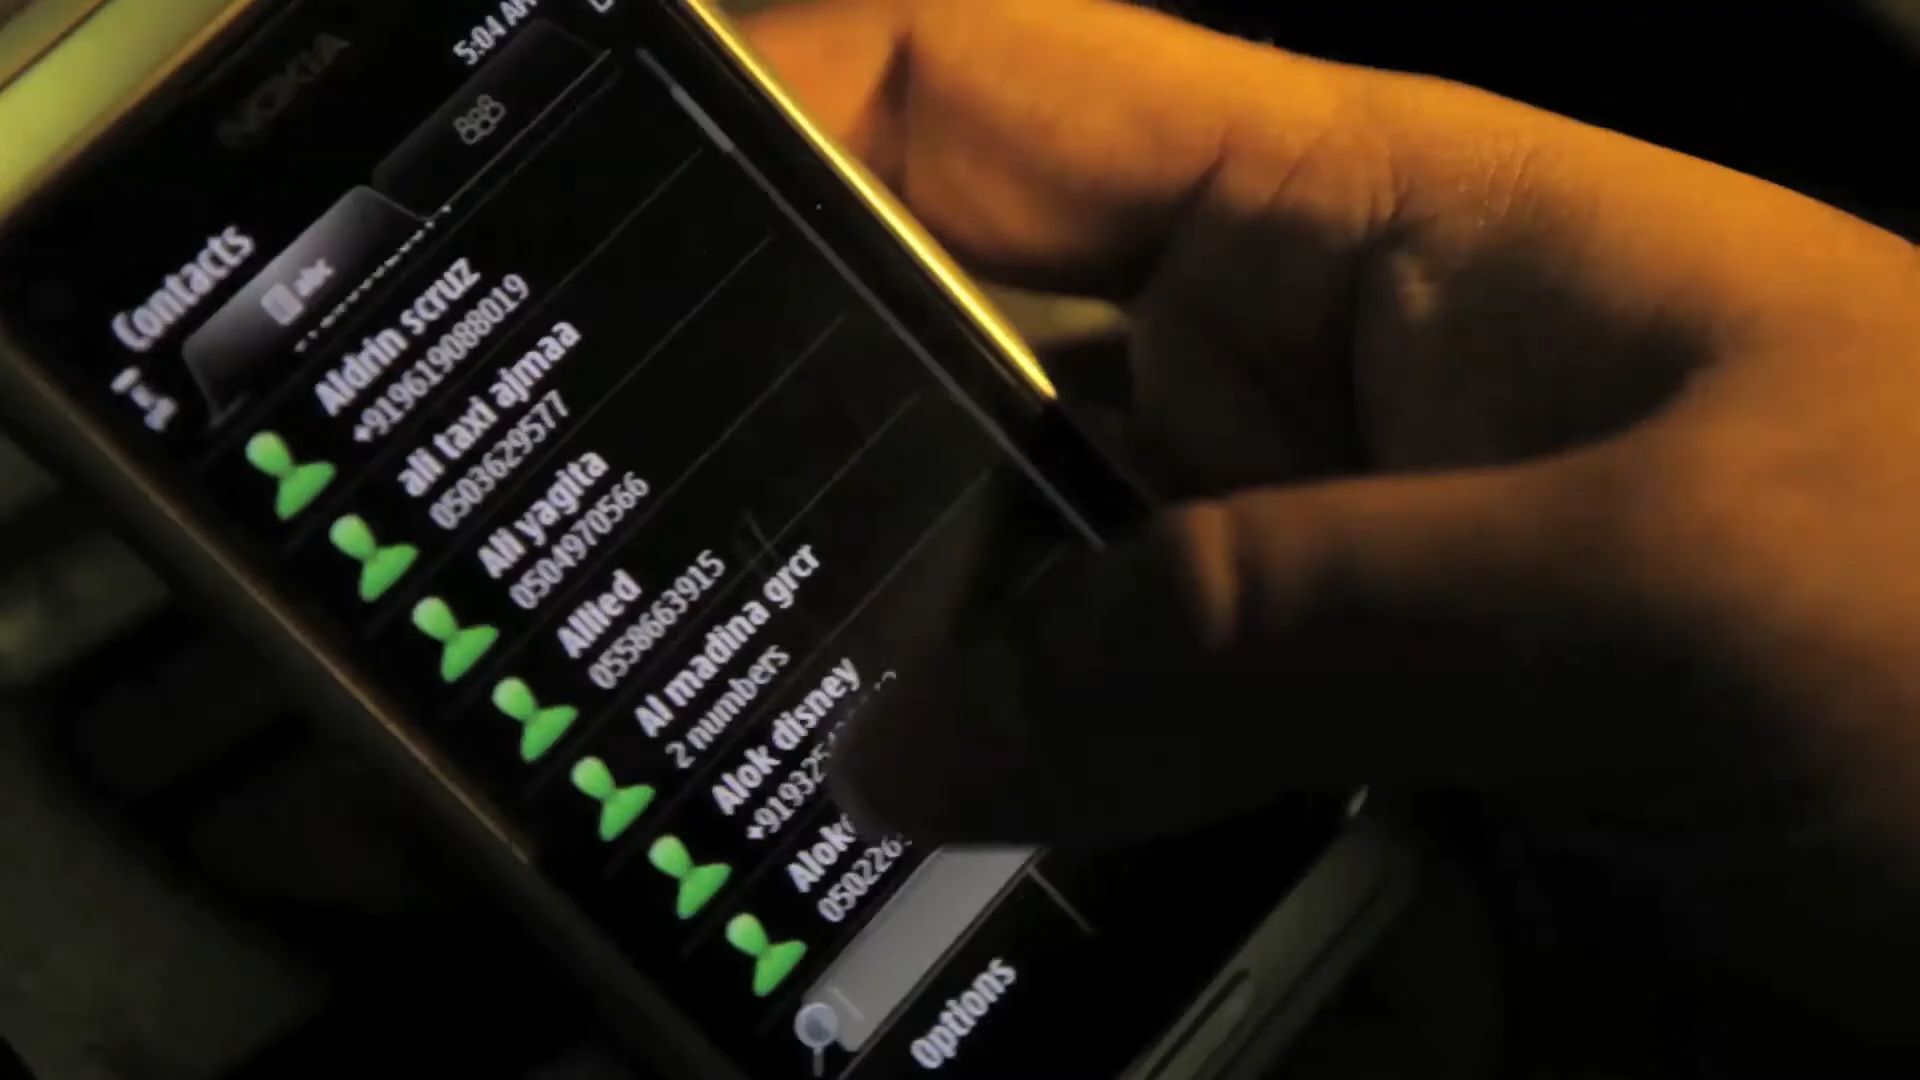 NOKIA
5:04 AM
Contacts
abc
Aldrin scruz
+919619088019
ali taxi ajmaa
0503629577
Ali yagita
0504970566
Allied
0558663915
Al madina grcr
2 numbers
Alok disney
Alok
Options